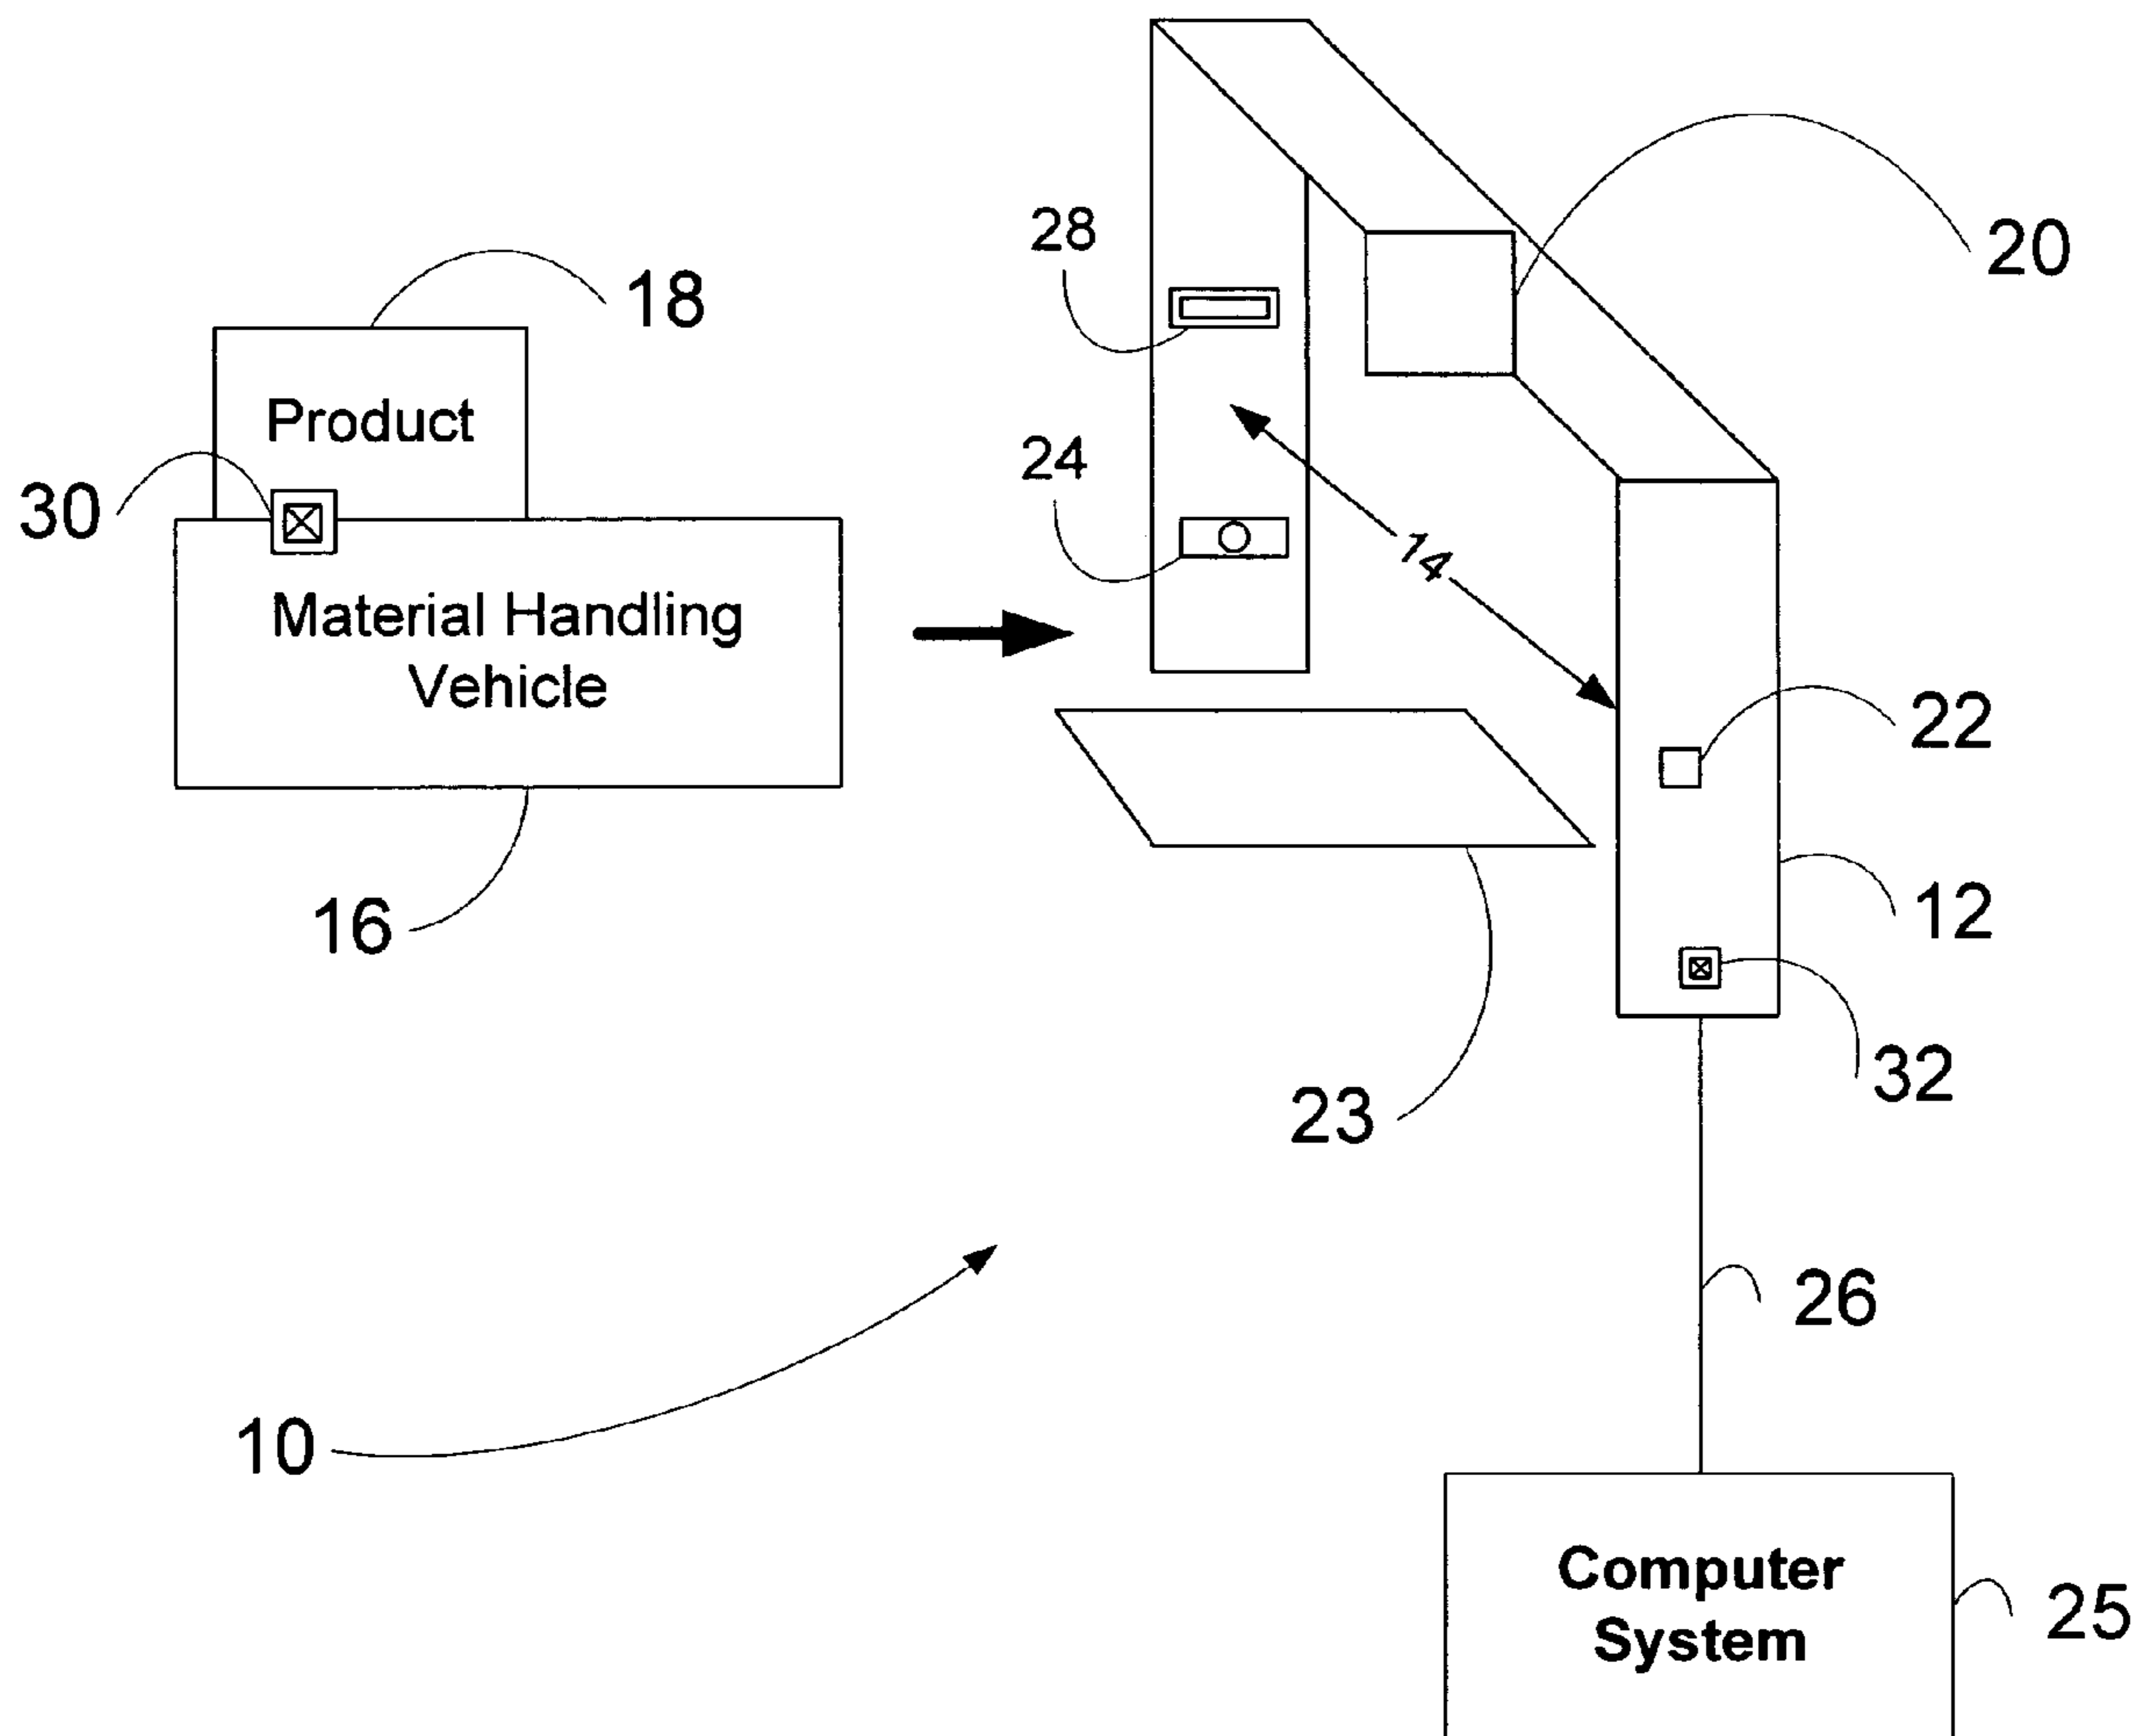 20
28
18
Product
24
30
14
Material Handling
Vehicle
22
12
16
32
23
26
10
Computer
System
25